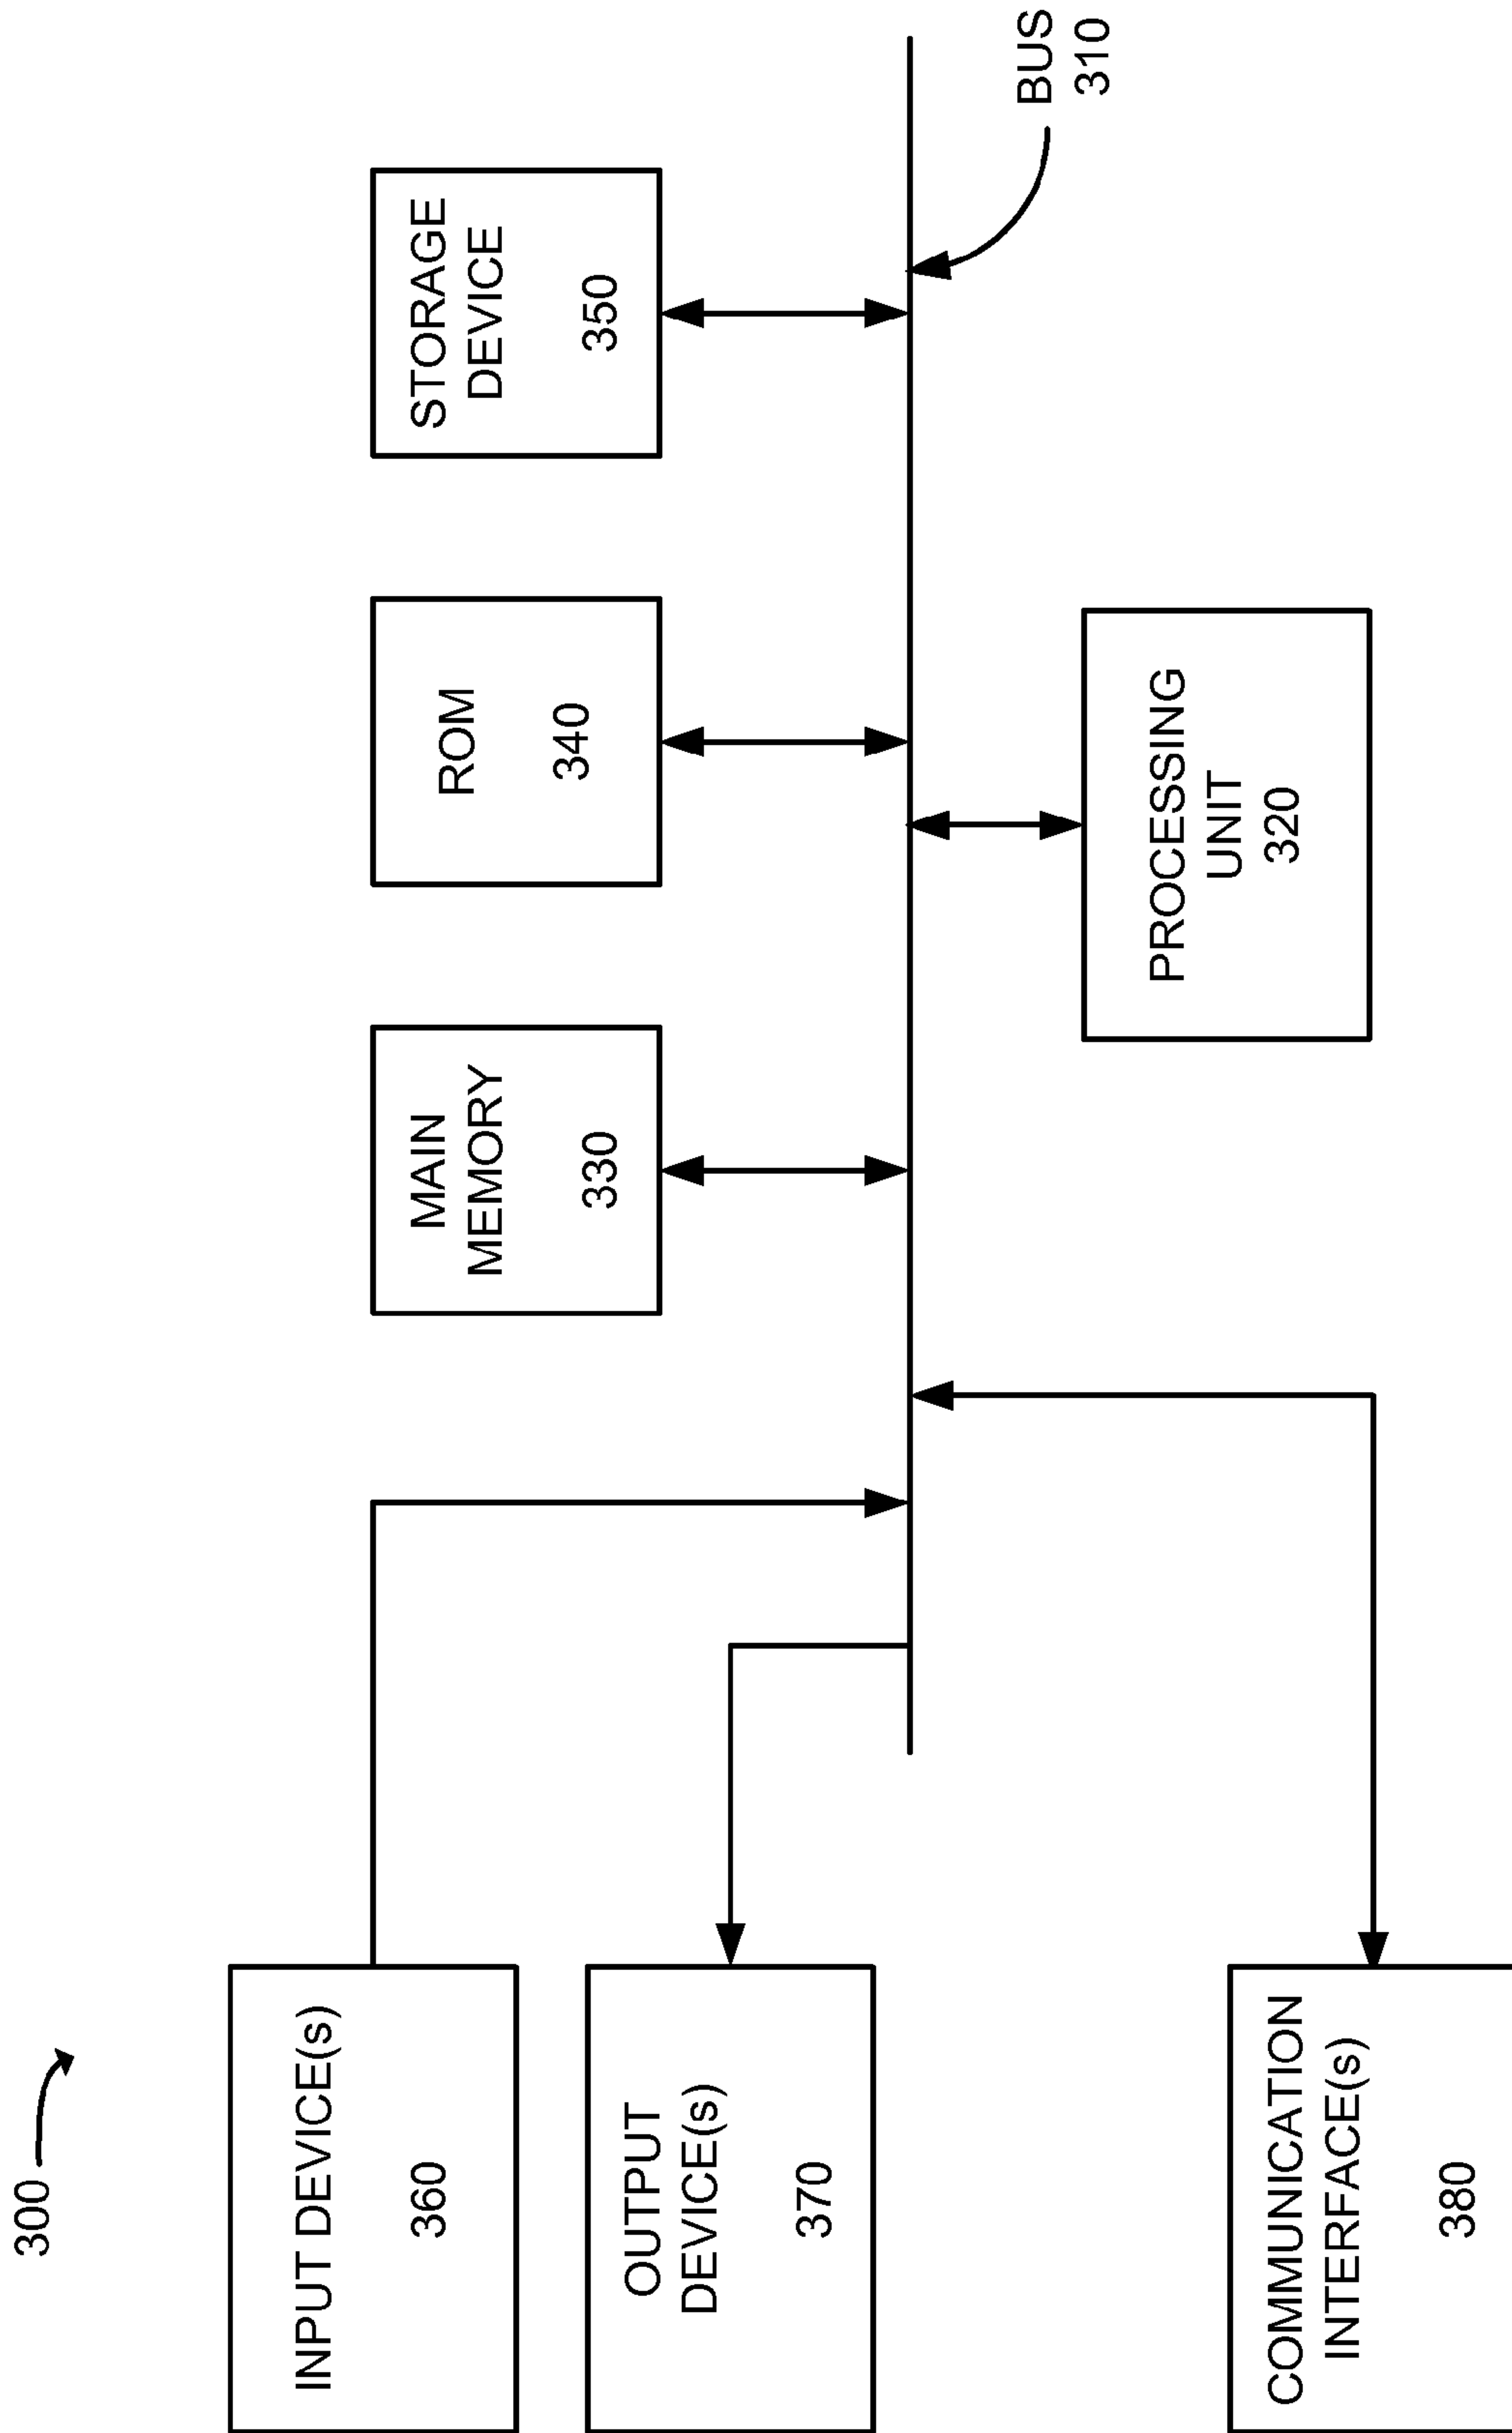 300
INPUT DEVICE(s)
360
OUTPUT
DEVICE(s)
370
COMMUNICATION
INTERFACE(s)
380
MAIN
MEMORY
330
ROM
340
STORAGE
DEVICE
350
PROCESSING
UNIT
320
BUS
310